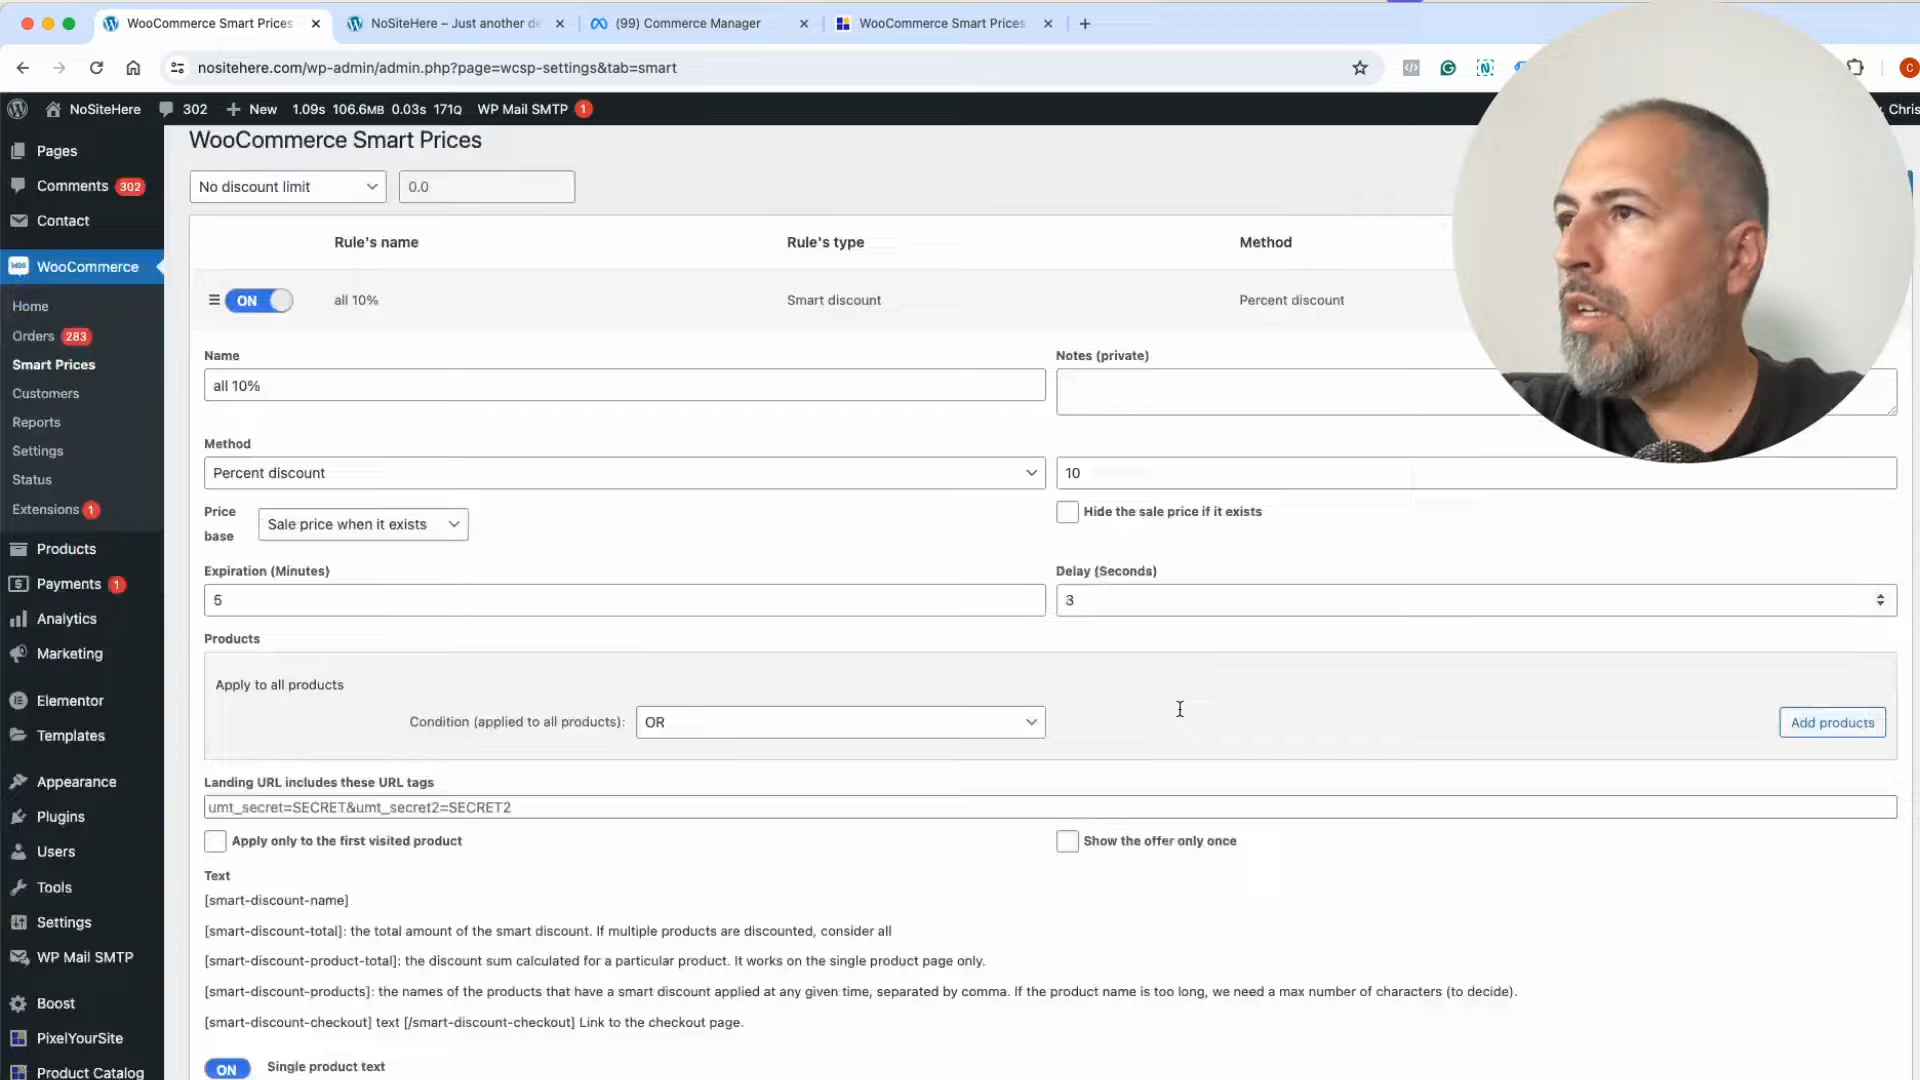 WooCommerce Smart Prices
NoSiteHere – Just another de
(99) Commerce Manager
WooCommerce Smart Prices
nositehere.com/wp-admin/admin.php?page=wcsp-settings&tab=smart
NoSiteHere 302 New 1.09s 106.6MB 0.03s 171Q WP Mail SMTP 1
Chris
Pages
Comments 302
Contact
WooCommerce
Home
Orders 283
Smart Prices
Customers
Reports
Settings
Status
Extensions 1
Products
Payments 1
Analytics
Marketing
Elementor
Templates
Appearance
Plugins
Users
Tools
Settings
WP Mail SMTP
Boost
PixelYourSite
Product Catalog
WooCommerce Smart Prices
No discount limit 0.0
Rule's name Rule's type Method
ON all 10% Smart discount Percent discount
Name Notes (private)
all 10%
Method
Percent discount 10
Price base Sale price when it exists Hide the sale price if it exists
Expiration (Minutes) Delay (Seconds)
5 3
Products
Apply to all products
Condition (applied to all products): OR Add products
Landing URL includes these URL tags
umt_secret=SECRET&umt_secret2=SECRET2
Apply only to the first visited product Show the offer only once
Text
[smart-discount-name]
[smart-discount-total]: the total amount of the smart discount. If multiple products are discounted, consider all
[smart-discount-product-total]: the discount sum calculated for a particular product. It works on the single product page only.
[smart-discount-products]: the names of the products that have a smart discount applied at any given time, separated by comma. If the product name is too long, we need a max number of characters (to decide).
[smart-discount-checkout] text [/smart-discount-checkout] Link to the checkout page.
ON Single product text